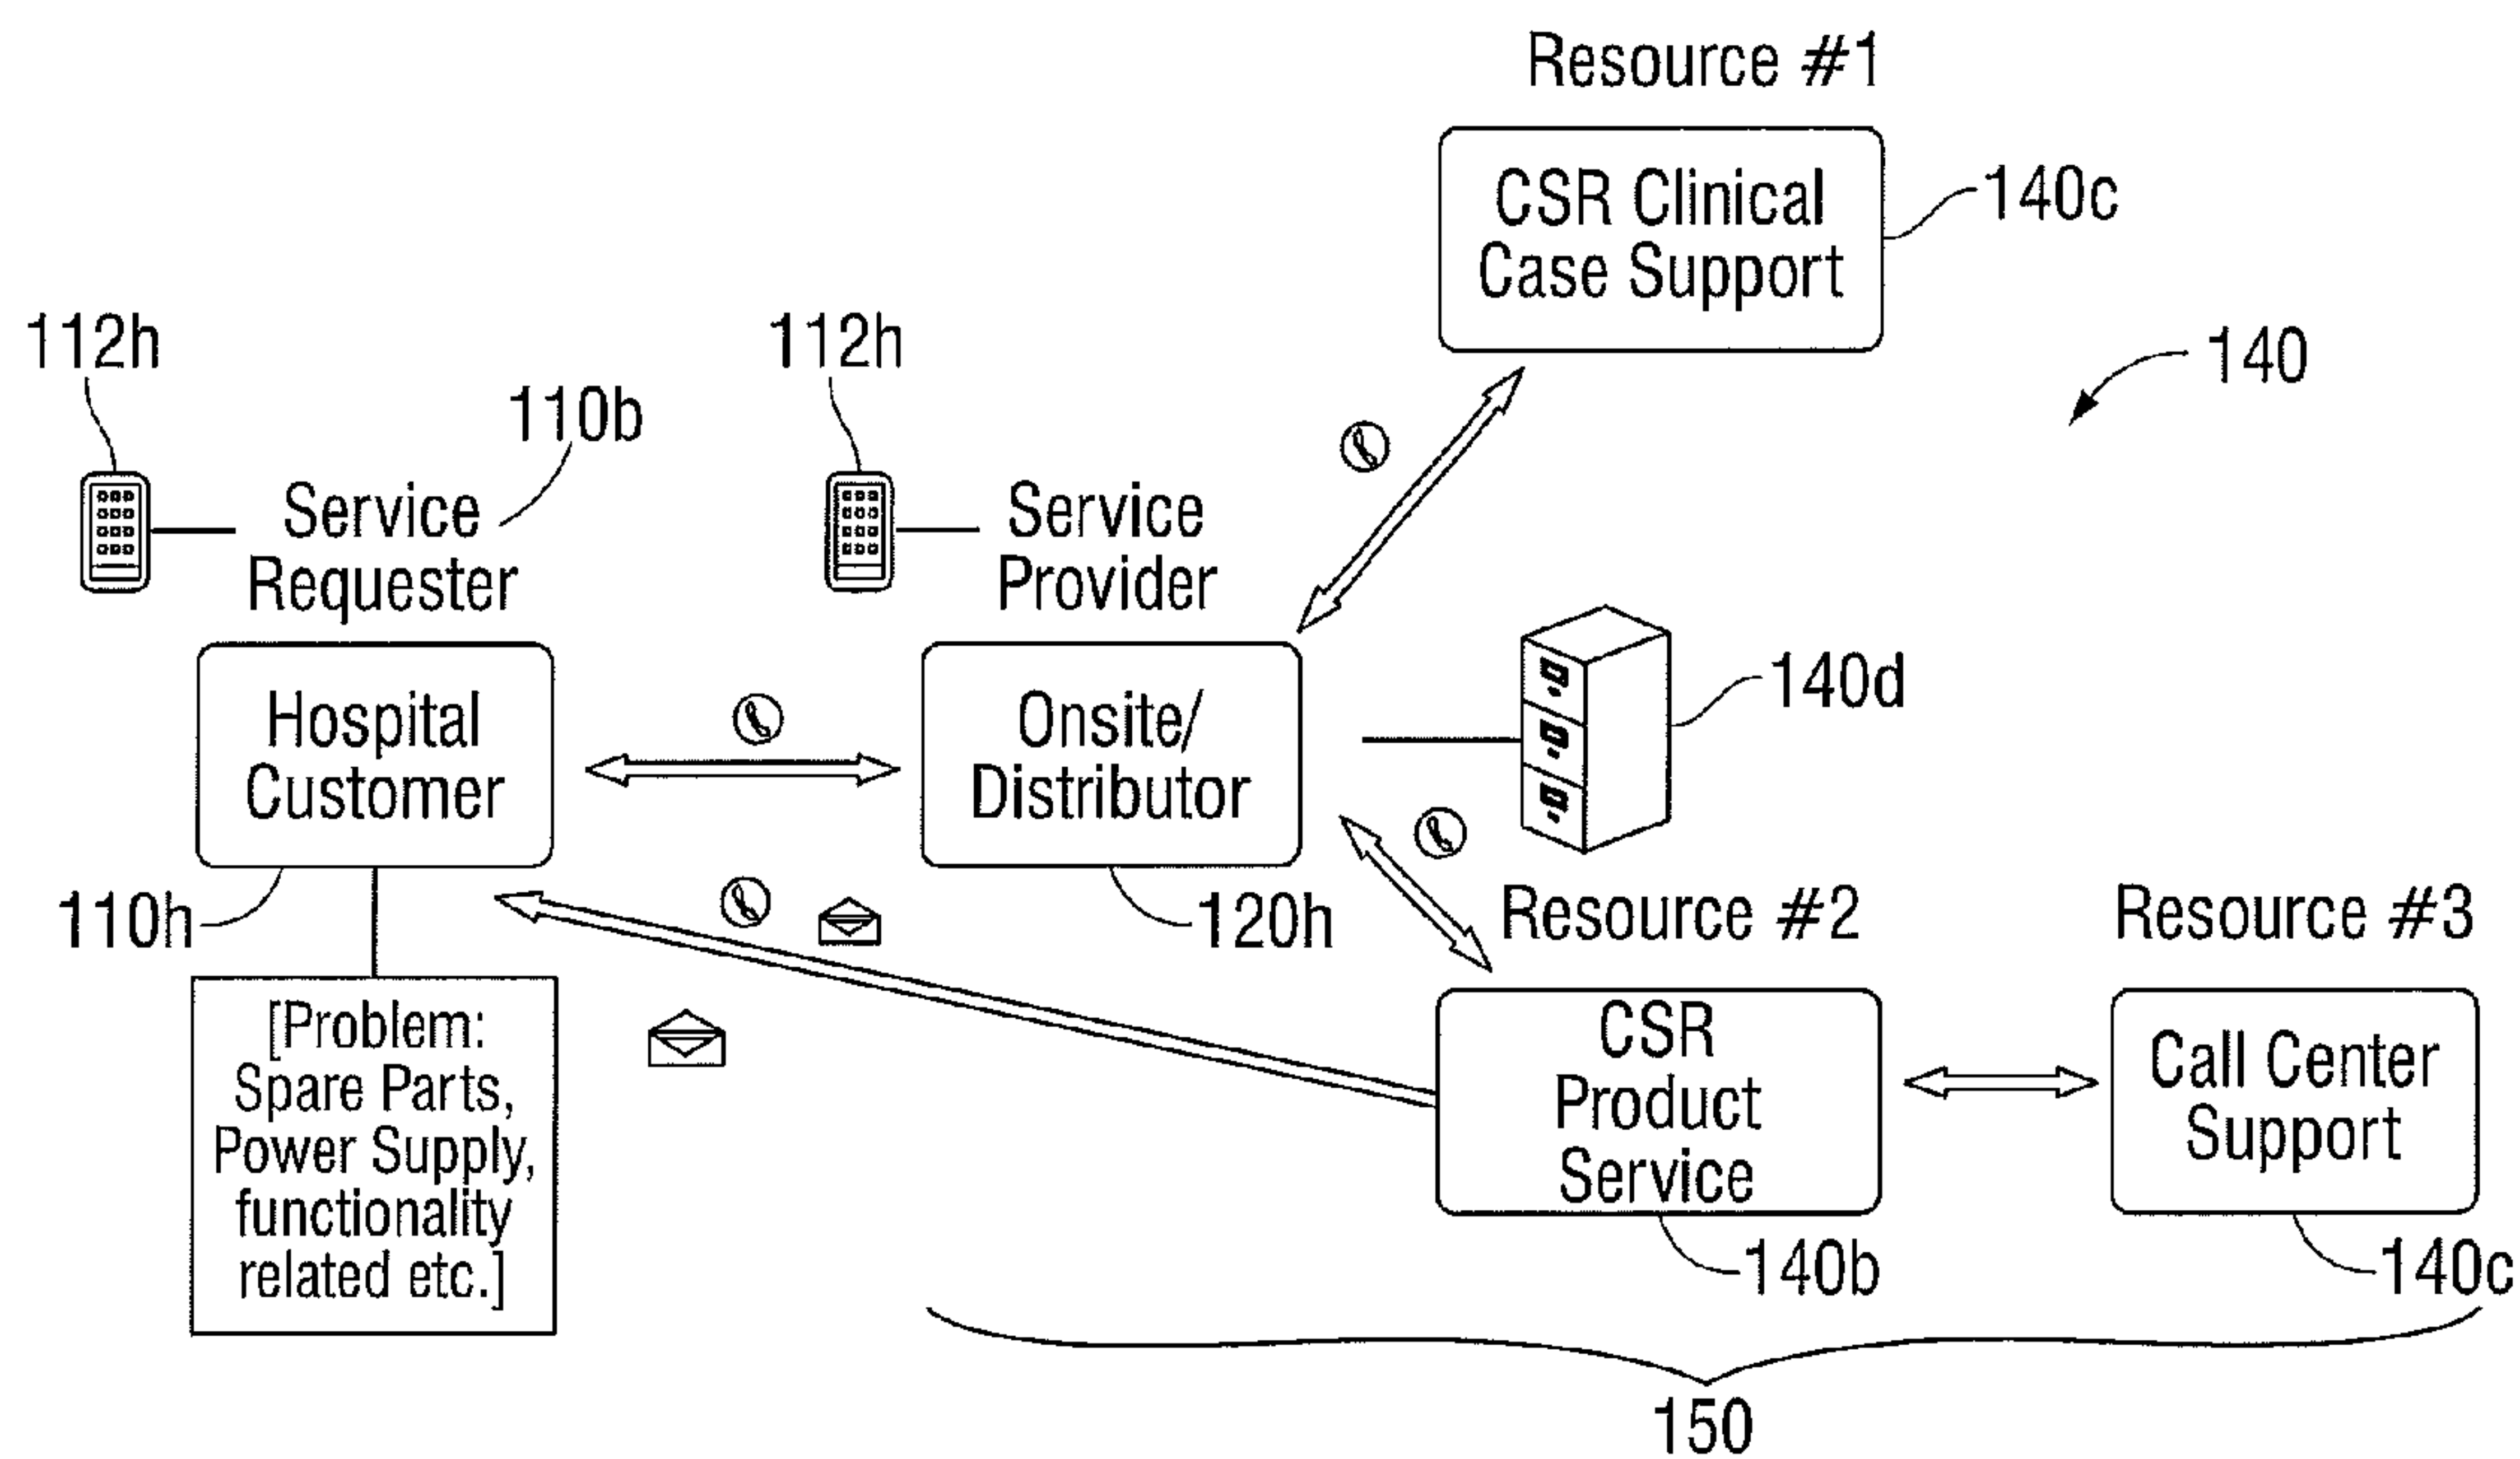 Resource #1
CSR Clinical
Case Support
140c
140
112h
110b
Service
Requester
112h
Service
Provider
Hospital
Customer
110h
Onsite/
Distributor
120h
140d
[Problem:
Spare Parts,
Power Supply,
functionality
related etc.]
Resource #2
CSR
Product
Service
140b
Resource #3
Call Center
Support
140c
150